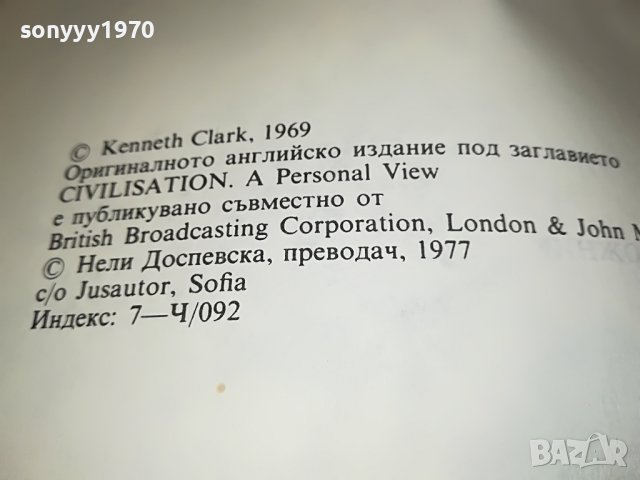 sonyyy1970
© Kenneth Clark, 1969
Оригиналното английско издание под заглавието
CIVILISATION. A Personal View
е публикувано съвместно от
British Broadcasting Corporation, London & John
© Нели Доспевска, преводач, 1977
c/o Jusautor, Sofia
Индекс: 7—Ч/092
BAZAR